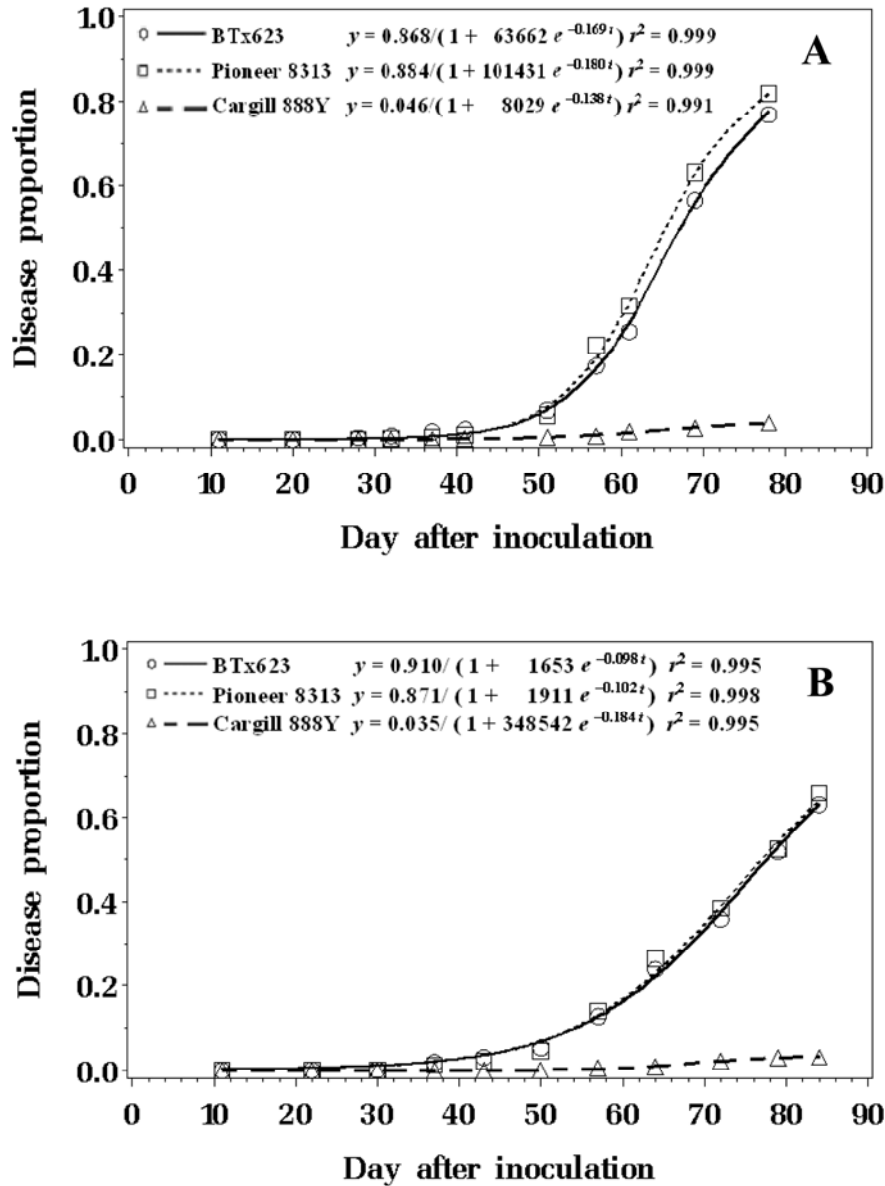 BTx623 y = 0.868/(1 + 63662 e^−0.169t) r² = 0.999
A
Pioneer 8313 y = 0.884/(1 + 101431 e^−0.180t) r² = 0.999
Cargill 888Y y = 0.046/(1 + 8029 e^−0.138t) r² = 0.991
1.0
0.8
0.6
0.4
0.2
0.0
Disease proportion
0 10 20 30 40 50 60 70 80 90
Day after inoculation
BTx623 y = 0.910/ (1 + 1653 e^−0.098t) r² = 0.995
B
Pioneer 8313 y = 0.871/ (1 + 1911 e^−0.102t) r² = 0.998
Cargill 888Y y = 0.035/ (1 + 348542 e^−0.184t) r² = 0.995
1.0
0.8
0.6
0.4
0.2
0.0
Disease proportion
0 10 20 30 40 50 60 70 80 90
Day after inoculation